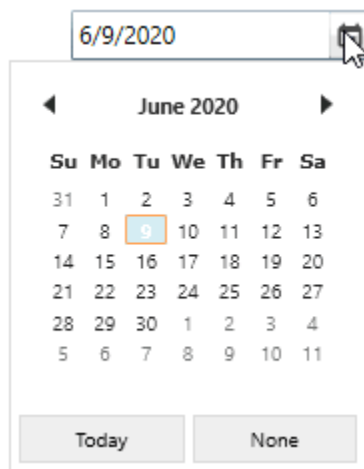 6/9/2020
June 2020
Su Mo Tu We Th Fr Sa
31 1 2 3 4 5 6
7 8 9 10 11 12 13
14 15 16 17 18 19 20
21 22 23 24 25 26 27
28 29 30 1 2 3 4
5 6 7 8 9 10 11
Today None